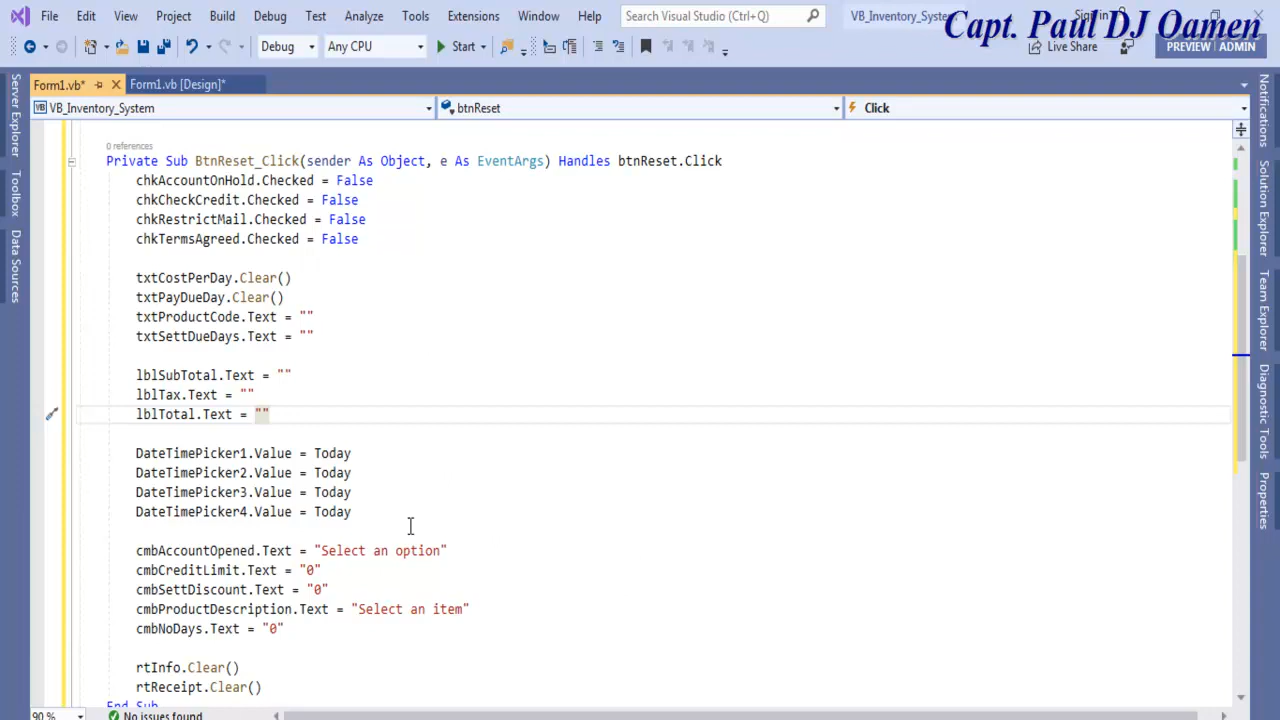 File Edit View Project Build Debug Test Analyze Tools Extensions Window Help Search Visual Studio (Ctrl+Q) VB_Inventory_System
Capt. Paul DJ Oamen
Debug Any CPU Start Live Share PREVIEW ADMIN
Form1.vb* Form1.vb [Design]*
VB_Inventory_System btnReset Click
Server Explorer
Toolbox
Data Sources
0 references
Private Sub BtnReset_Click(sender As Object, e As EventArgs) Handles btnReset.Click
chkAccountOnHold.Checked = False
chkCheckCredit.Checked = False
chkRestrictMail.Checked = False
chkTermsAgreed.Checked = False
txtCostPerDay.Clear()
txtPayDueDay.Clear()
txtProductCode.Text = ""
txtSettDueDays.Text = ""
lblSubTotal.Text = ""
lblTax.Text = ""
lblTotal.Text = ""
DateTimePicker1.Value = Today
DateTimePicker2.Value = Today
DateTimePicker3.Value = Today
DateTimePicker4.Value = Today
cmbAccountOpened.Text = "Select an option"
cmbCreditLimit.Text = "0"
cmbSettDiscount.Text = "0"
cmbProductDescription.Text = "Select an item"
cmbNoDays.Text = "0"
rtInfo.Clear()
rtReceipt.Clear()
End Sub
90 % No issues found
Notifications
Solution Explorer
Team Explorer
Diagnostic Tools
Properties